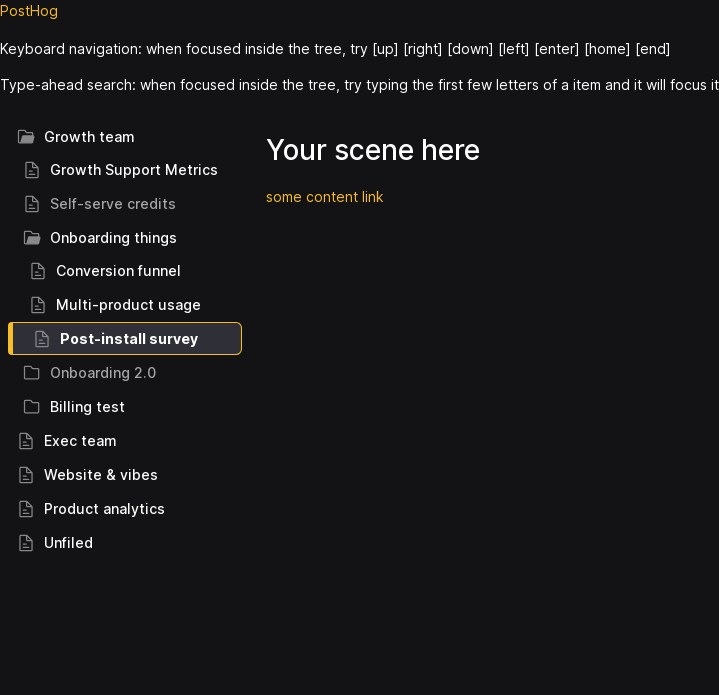 PostHog
Keyboard navigation: when focused inside the tree, try [up] [right] [down] [left] [enter] [home] [end]
Type-ahead search: when focused inside the tree, try typing the first few letters of a item and it will focus it
Growth team
Growth Support Metrics
Self-serve credits
Onboarding things
Conversion funnel
Multi-product usage
Post-install survey
Onboarding 2.0
Billing test
Exec team
Website & vibes
Product analytics
Unfiled
Your scene here
some content link